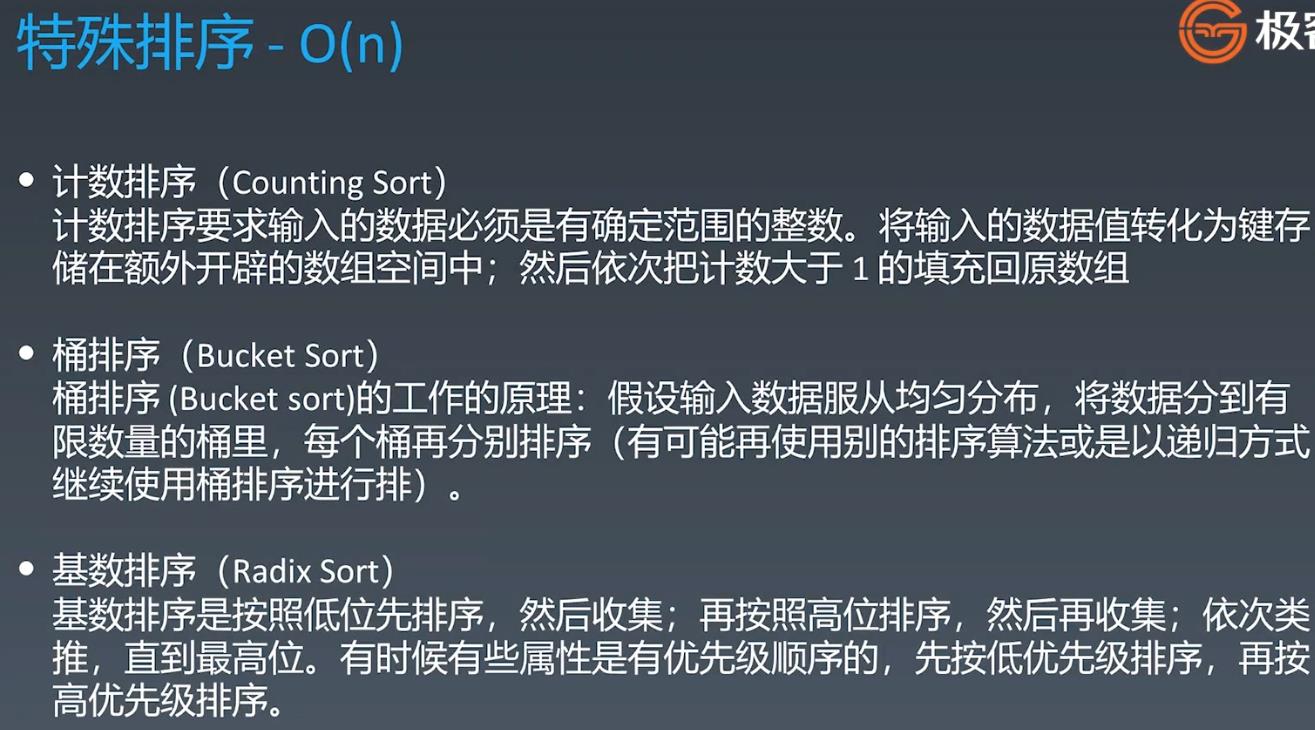 特殊排序 - O(n)
极客
• 计数排序（Counting Sort）
计数排序要求输入的数据必须是有确定范围的整数。将输入的数据值转化为键存
储在额外开辟的数组空间中；然后依次把计数大于 1 的填充回原数组
• 桶排序（Bucket Sort）
桶排序 (Bucket sort)的工作的原理：假设输入数据服从均匀分布，将数据分到有
限数量的桶里，每个桶再分别排序（有可能再使用别的排序算法或是以递归方式
继续使用桶排序进行排）。
• 基数排序（Radix Sort）
基数排序是按照低位先排序，然后收集；再按照高位排序，然后再收集；依次类
推，直到最高位。有时候有些属性是有优先级顺序的，先按低优先级排序，再按
高优先级排序。